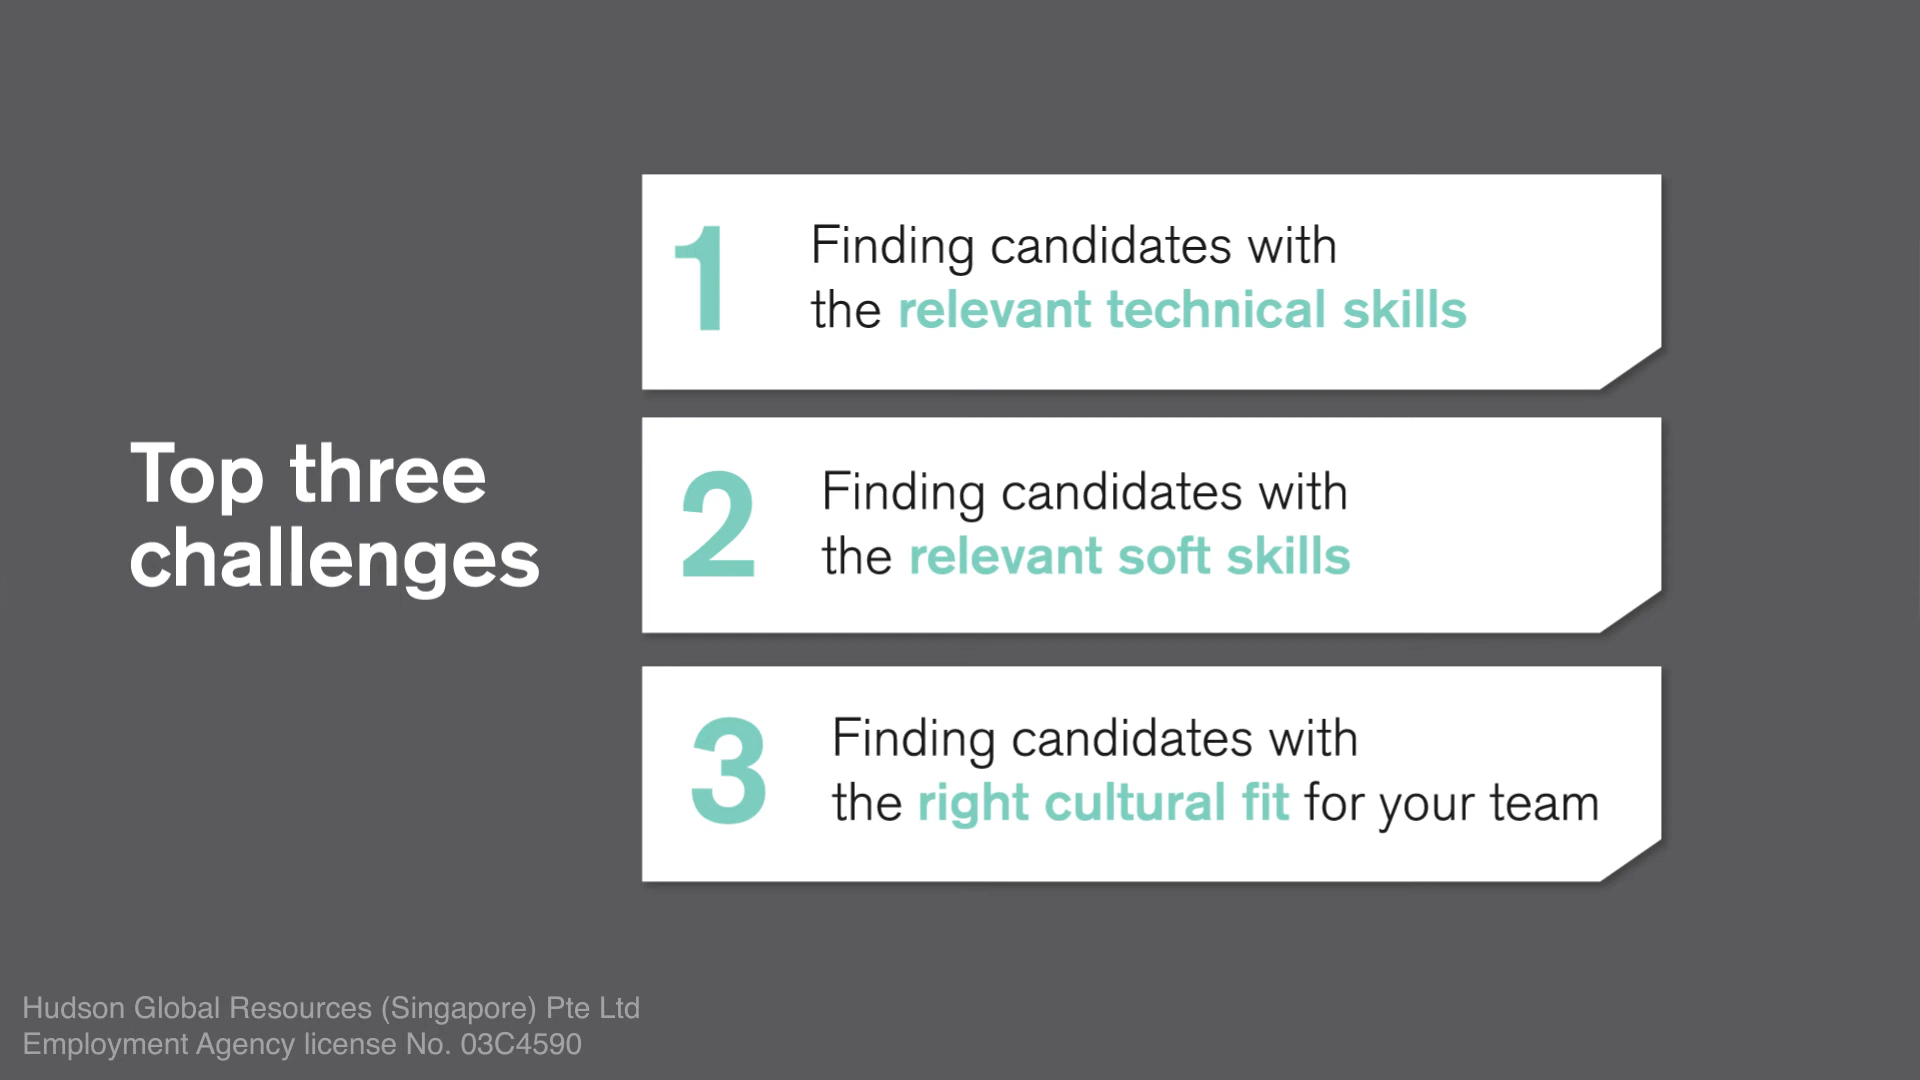 Top three
challenges
1
Finding candidates with
the relevant technical skills
2
Finding candidates with
the relevant soft skills
3
Finding candidates with
the right cultural fit for your team
Hudson Global Resources (Singapore) Pte Ltd
Employment Agency license No. 03C4590